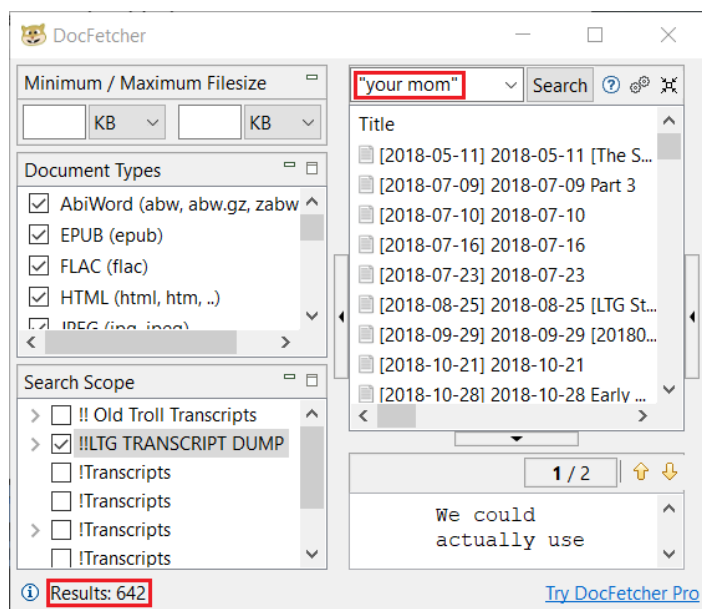 DocFetcher
Minimum / Maximum Filesize
KB
KB
Document Types
AbiWord (abw, abw.gz, zabw
EPUB (epub)
FLAC (flac)
HTML (html, htm, ..)
JPEG (jpg, jpeg)
Search Scope
!! Old Troll Transcripts
!!LTG TRANSCRIPT DUMP
!Transcripts
!Transcripts
!Transcripts
!Transcripts
"your mom"
Search
Title
[2018-05-11] 2018-05-11 [The S...
[2018-07-09] 2018-07-09 Part 3
[2018-07-10] 2018-07-10
[2018-07-16] 2018-07-16
[2018-07-23] 2018-07-23
[2018-08-25] 2018-08-25 [LTG St...
[2018-09-29] 2018-09-29 [20180...
[2018-10-21] 2018-10-21
[2018-10-28] 2018-10-28 Early ...
1 / 2
We could
actually use
Results: 642
Try DocFetcher Pro